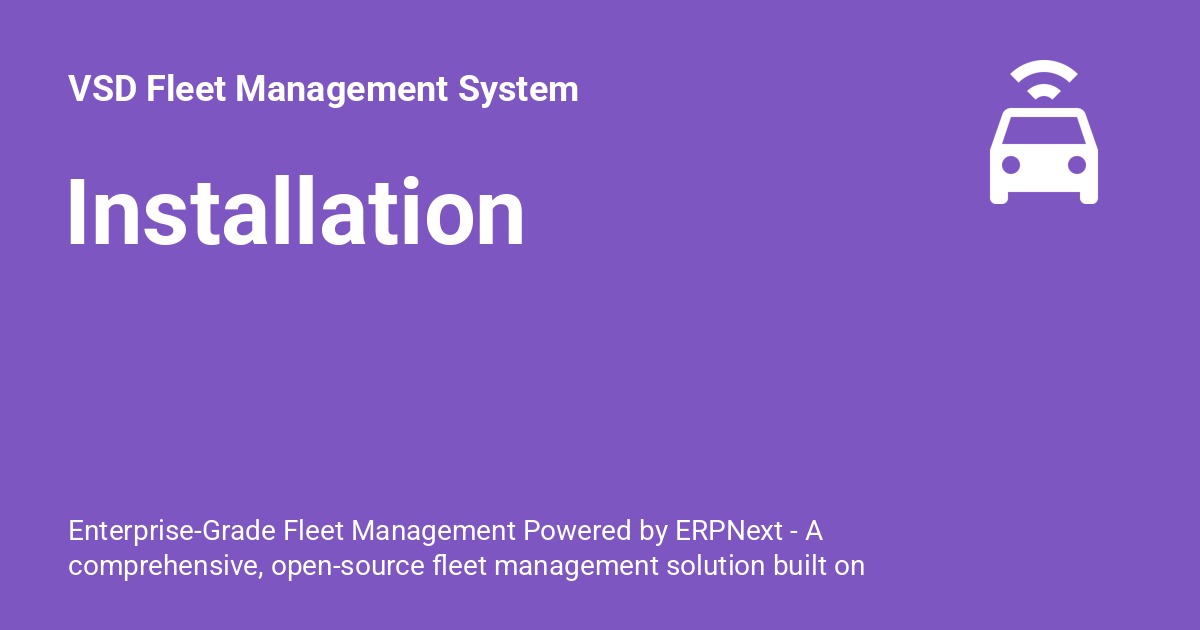 VSD Fleet Management System
Installation
Enterprise-Grade Fleet Management Powered by ERPNext - A
comprehensive, open-source fleet management solution built on